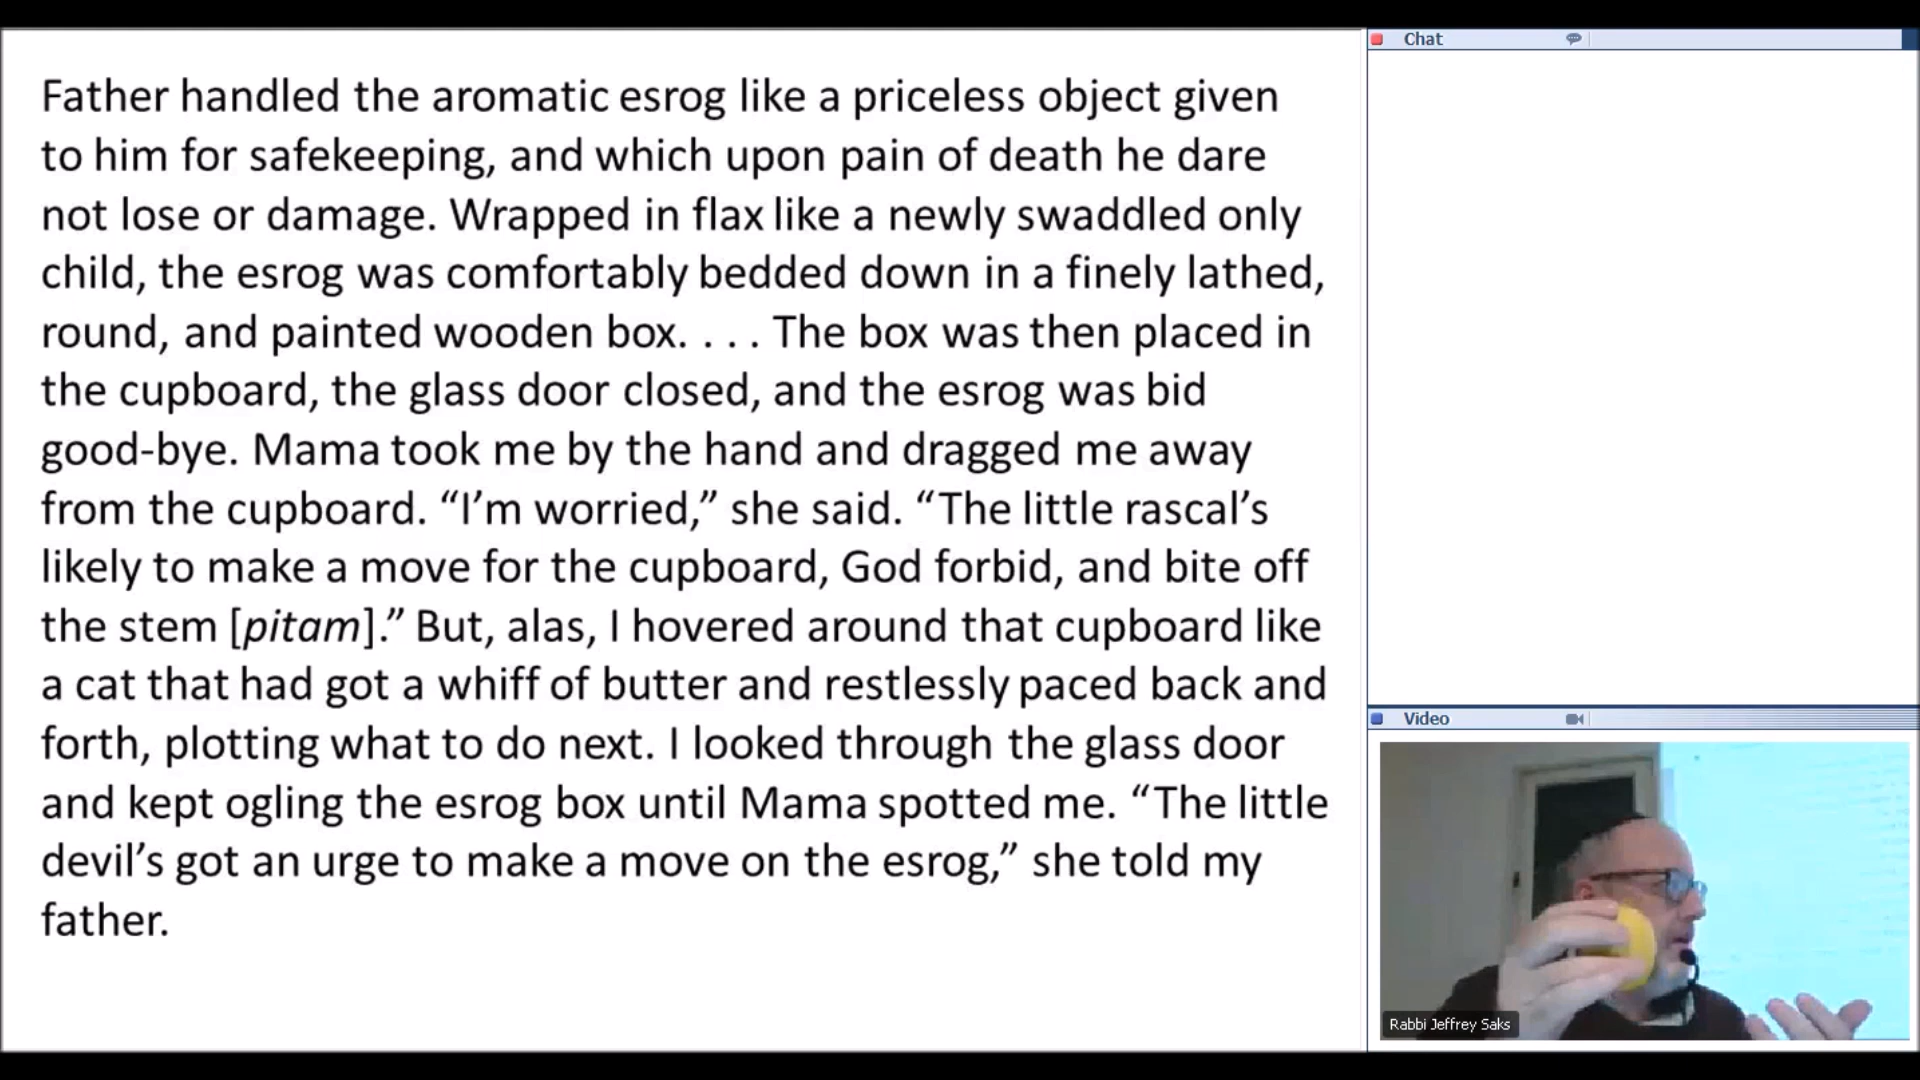 Father handled the aromatic esrog like a priceless object given
to him for safekeeping, and which upon pain of death he dare
not lose or damage. Wrapped in flax like a newly swaddled only
child, the esrog was comfortably bedded down in a finely lathed,
round, and painted wooden box. . . . The box was then placed in
the cupboard, the glass door closed, and the esrog was bid
good-bye. Mama took me by the hand and dragged me away
from the cupboard. “I’m worried,” she said. “The little rascal’s
likely to make a move for the cupboard, God forbid, and bite off
the stem [pitam].” But, alas, I hovered around that cupboard like
a cat that had got a whiff of butter and restlessly paced back and
forth, plotting what to do next. I looked through the glass door
and kept ogling the esrog box until Mama spotted me. “The little
devil’s got an urge to make a move on the esrog,” she told my
father.
Chat
Video
Rabbi Jeffrey Saks